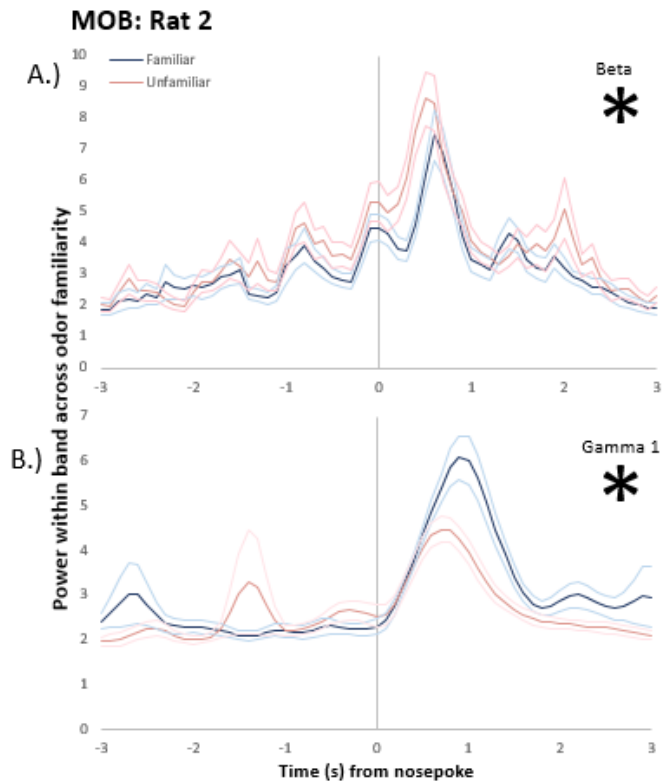 MOB: Rat 2
A.)
Familiar
Unfamiliar
Beta
*
10
9
8
7
6
5
4
3
2
1
0
-3 -2 -1 0 1 2 3
Power within band across odor familiarity
B.)
Gamma 1
*
7
6
5
4
3
2
1
0
-3 -2 -1 0 1 2 3
Time (s) from nosepoke